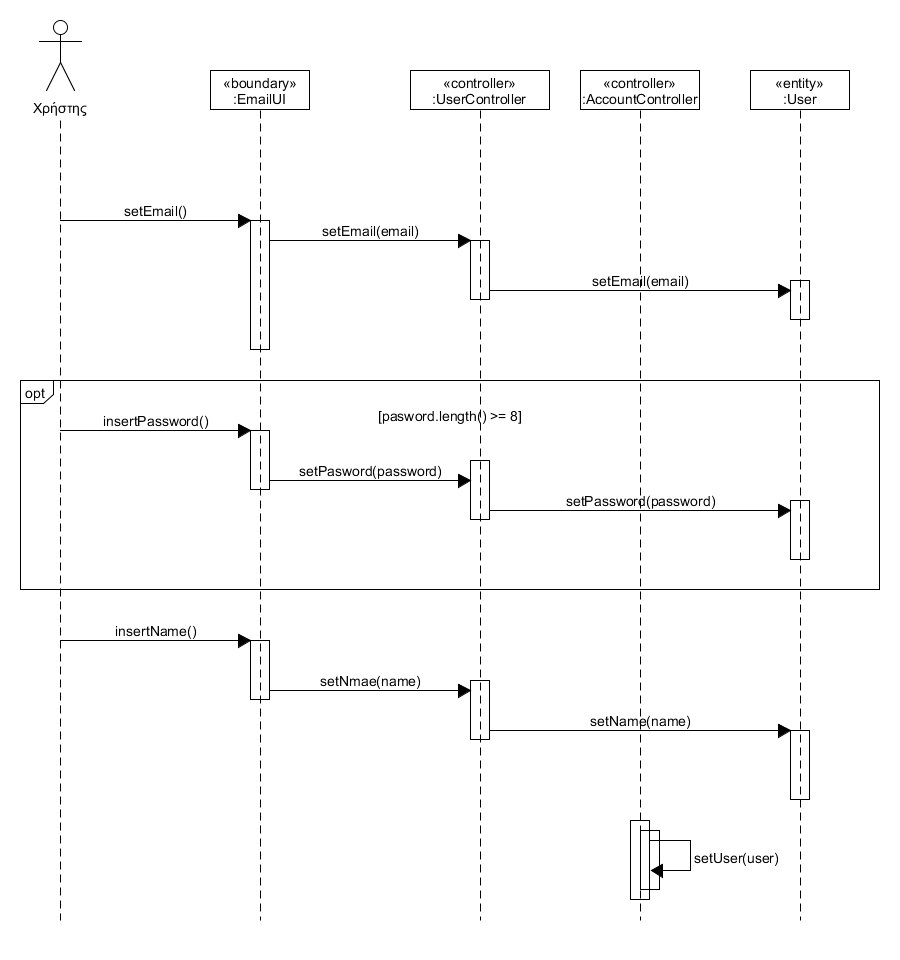 Χρήστης
«boundary»
:EmailUI
«controller»
:UserController
«controller»
:AccountController
«entity»
:User
setEmail()
setEmail(email)
setEmail(email)
opt
[pasword.length() >= 8]
insertPassword()
setPasword(password)
setPassword(password)
insertName()
setNmae(name)
setName(name)
setUser(user)